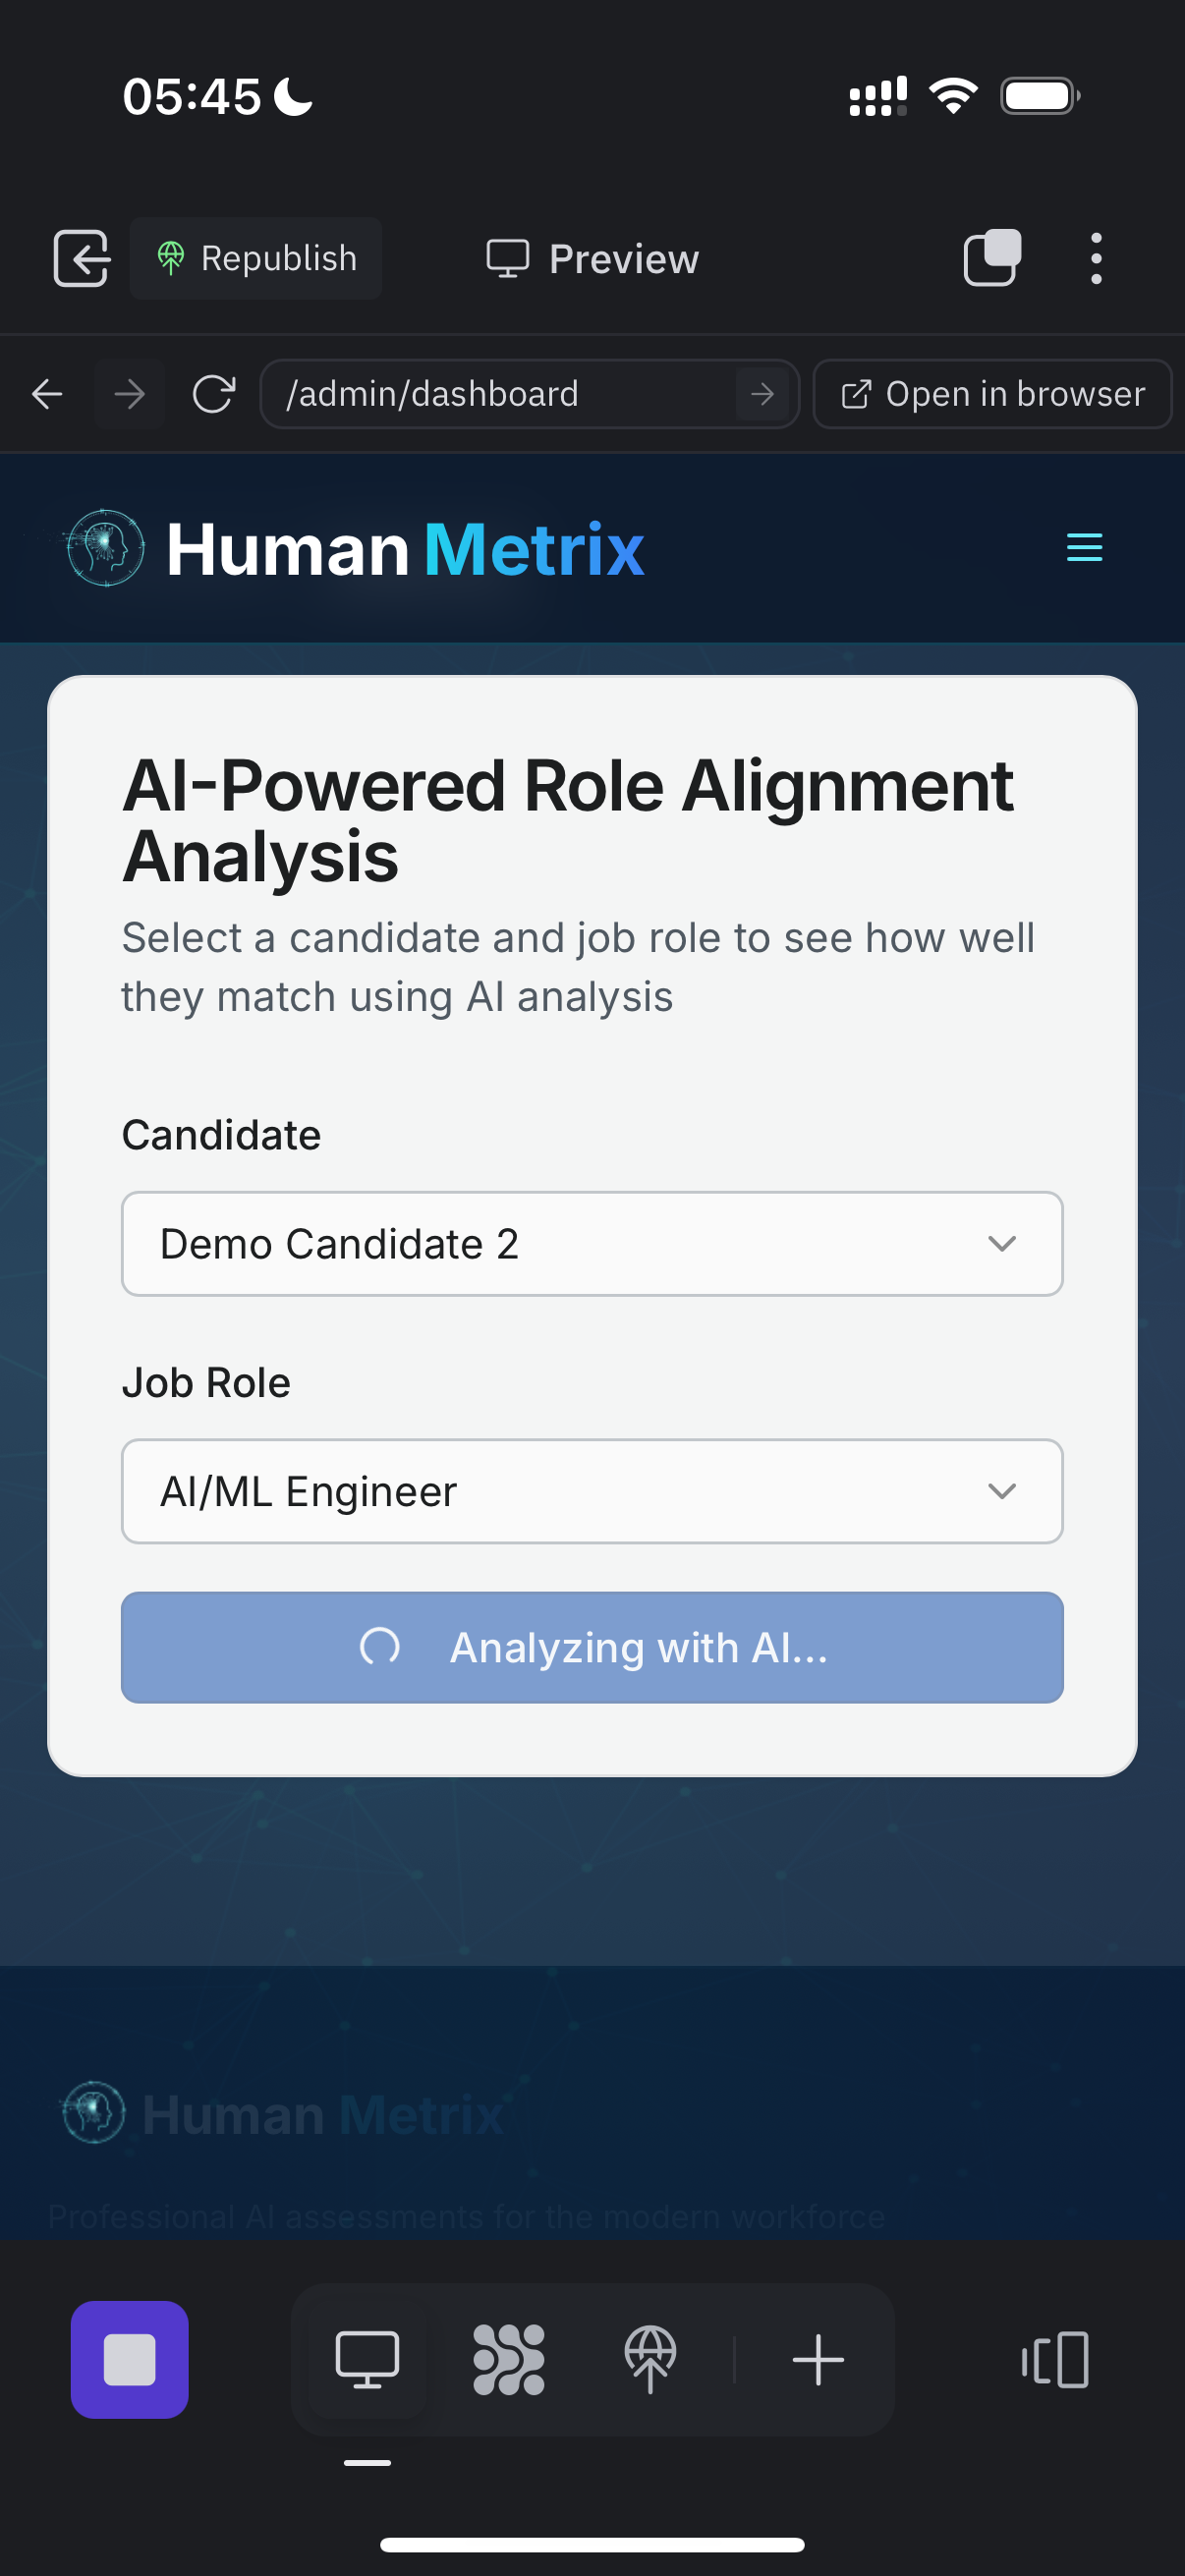 05:45
Republish
Preview
/admin/dashboard
Open in browser
Human Metrix
AI-Powered Role Alignment
Analysis
Select a candidate and job role to see how well
they match using AI analysis
Candidate
Demo Candidate 2
Job Role
AI/ML Engineer
Analyzing with AI...
Human Metrix
Professional AI assessments for the modern workforce